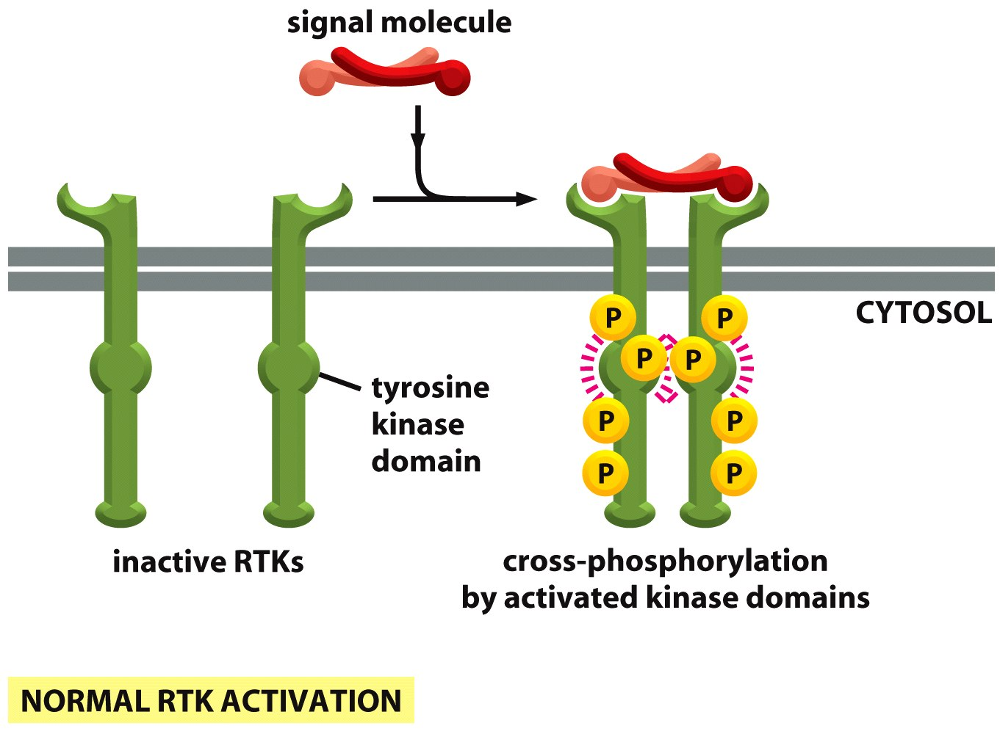 signal molecule
CYTOSOL
P
P
P
P
P
P
P
P
tyrosine
kinase
domain
inactive RTKs
cross-phosphorylation
by activated kinase domains
NORMAL RTK ACTIVATION